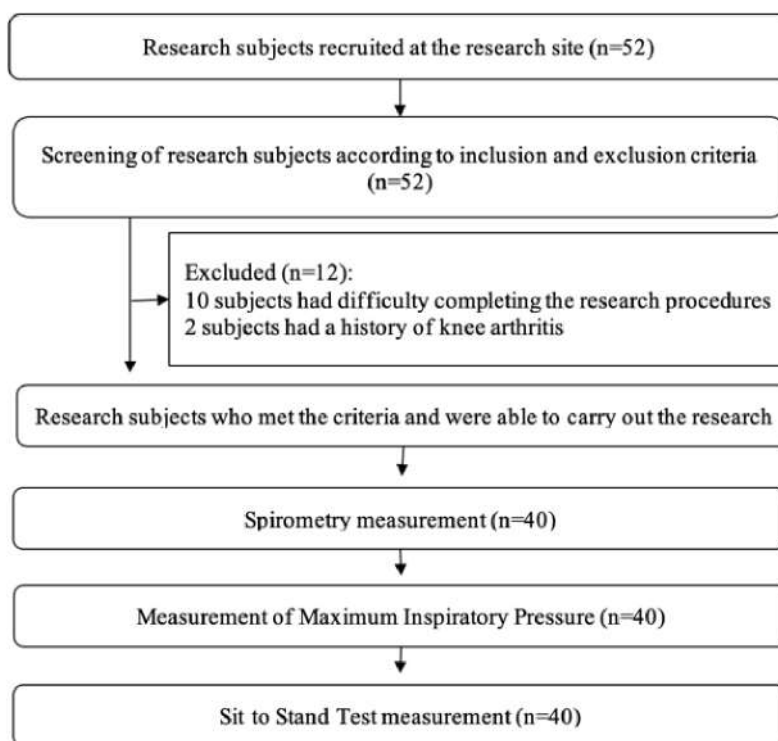 Research subjects recruited at the research site (n=52)
Screening of research subjects according to inclusion and exclusion criteria
(n=52)
Excluded (n=12):
10 subjects had difficulty completing the research procedures
2 subjects had a history of knee arthritis
Research subjects who met the criteria and were able to carry out the research
Spirometry measurement (n=40)
Measurement of Maximum Inspiratory Pressure (n=40)
Sit to Stand Test measurement (n=40)